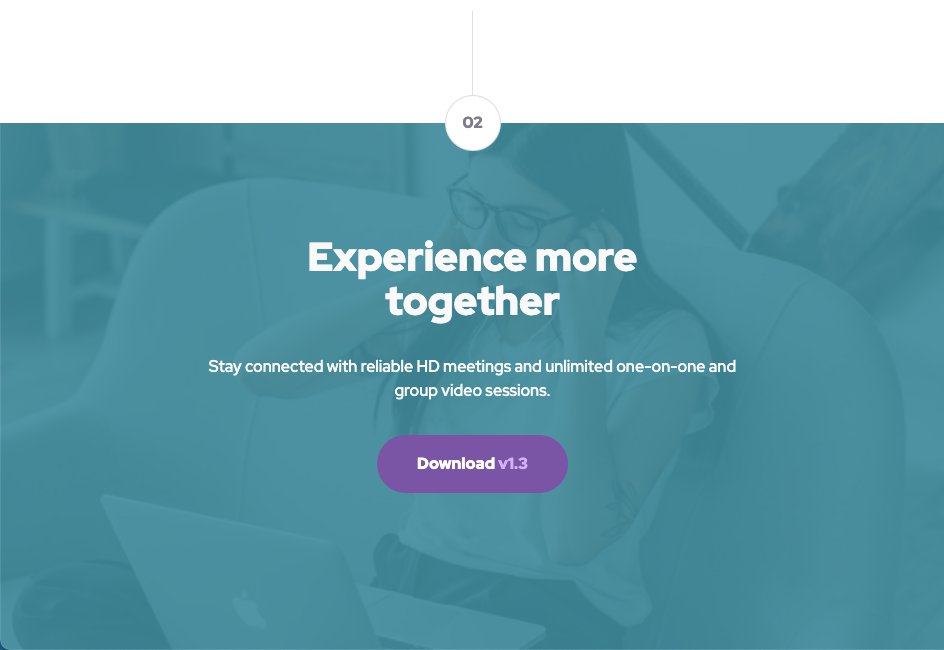 02
Experience more
together
Stay connected with reliable HD meetings and unlimited one-on-one and
group video sessions.
Download v1.3